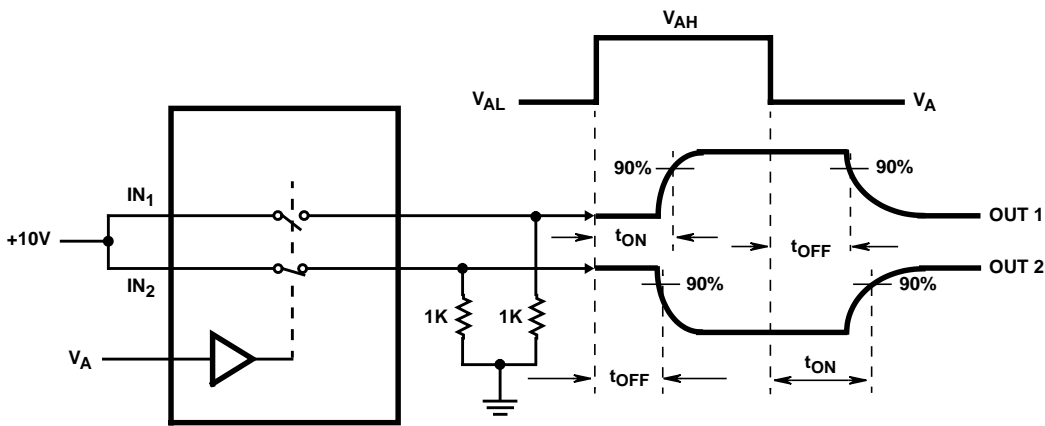 V_AH
V_AL
V_A
IN_1
+10V
IN_2
V_A
1K 1K
90%
90%
OUT 1
t_ON
t_OFF
OUT 2
90%
90%
t_OFF
t_ON